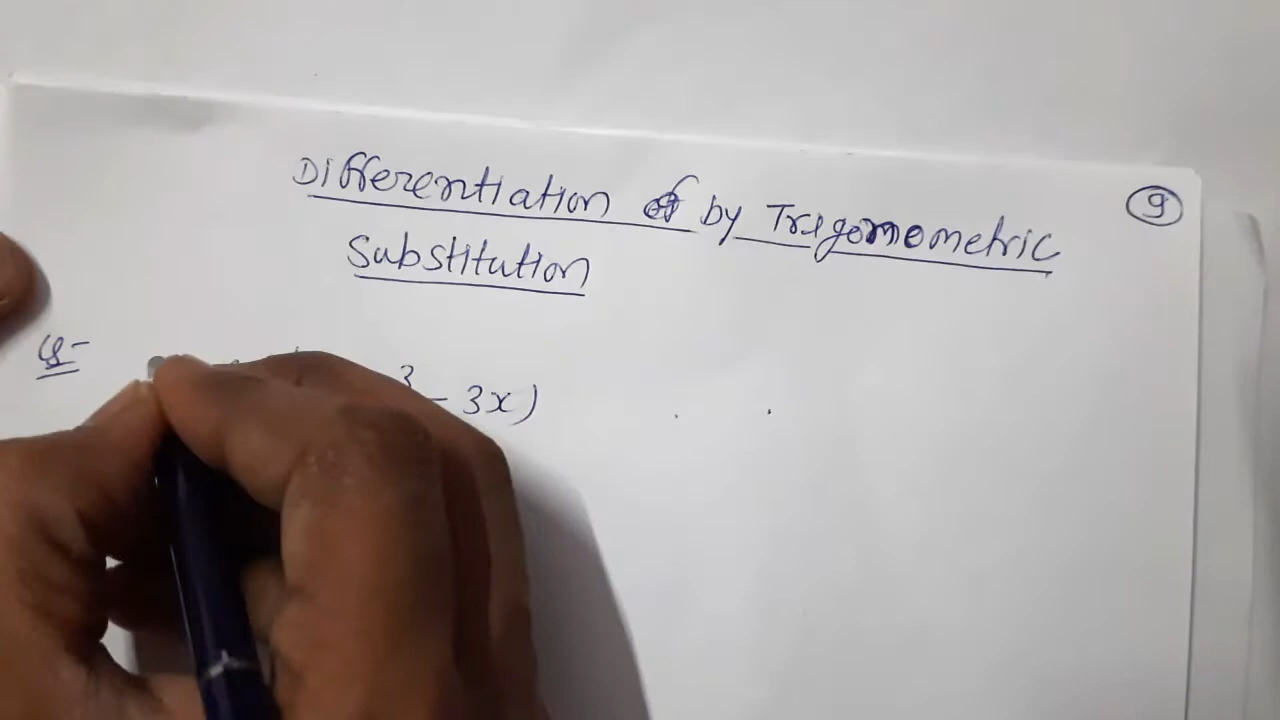 Differentiation of by Trigonometric
9
Substitution
Q-
3 - 3x)